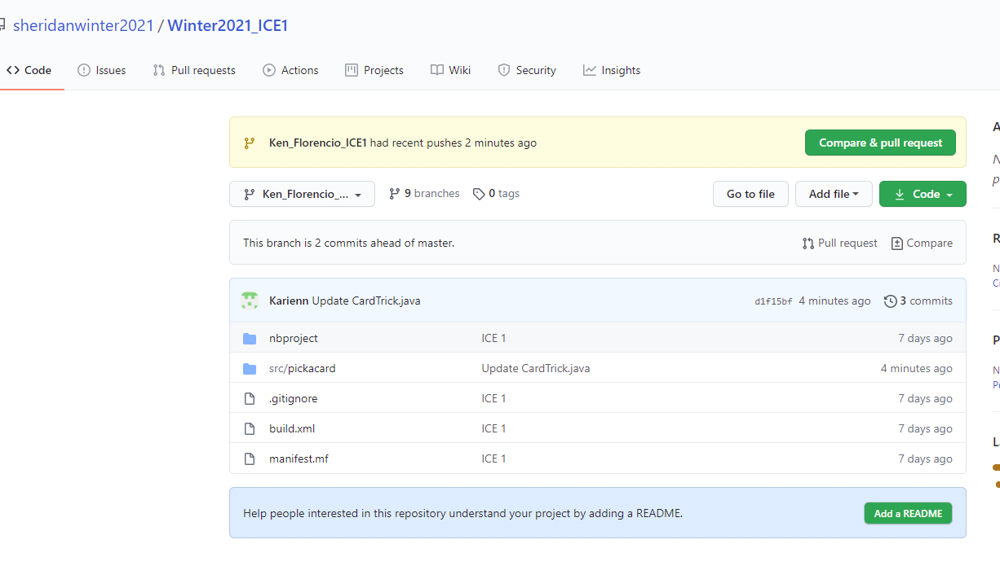 sheridanwinter2021 / Winter2021_ICE1
Code Issues Pull requests Actions Projects Wiki Security Insights
Ken_Florencio_ICE1 had recent pushes 2 minutes ago Compare & pull request
Ken_Florencio_... 9 branches 0 tags Go to file Add file Code
This branch is 2 commits ahead of master. Pull request Compare
Karienn Update CardTrick.java d1f15bf 4 minutes ago 3 commits
nbproject ICE 1 7 days ago
src/pickacard Update CardTrick.java 4 minutes ago
.gitignore ICE 1 7 days ago
build.xml ICE 1 7 days ago
manifest.mf ICE 1 7 days ago
Help people interested in this repository understand your project by adding a README. Add a README